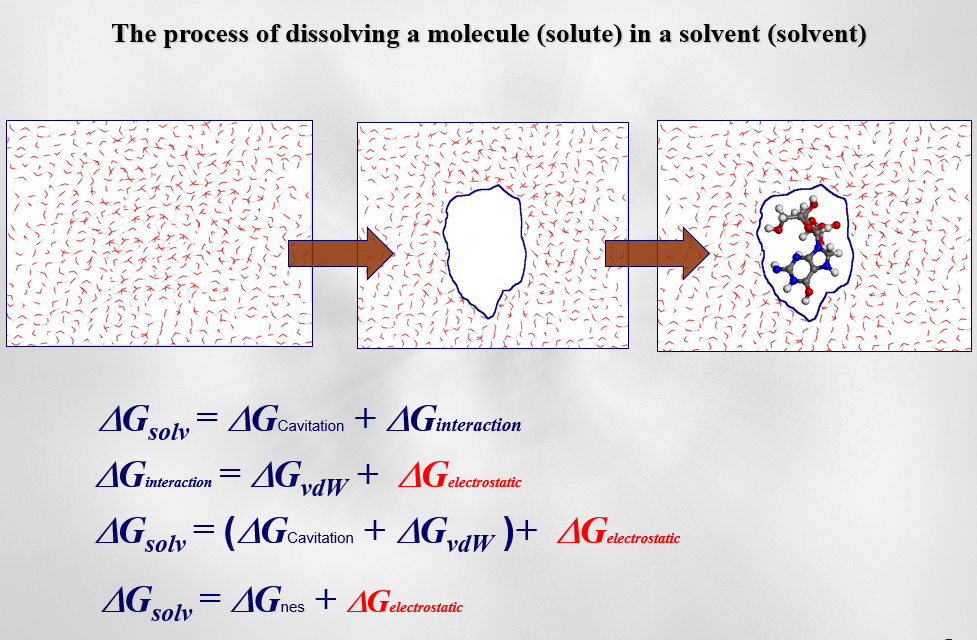 The process of dissolving a molecule (solute) in a solvent (solvent)
ΔGsolv = ΔGCavitation + ΔGinteraction
ΔGinteraction = ΔGvdW + ΔGelectrostatic
ΔGsolv = (ΔGCavitation + ΔGvdW )+ ΔGelectrostatic
ΔGsolv = ΔGnes + ΔGelectrostatic